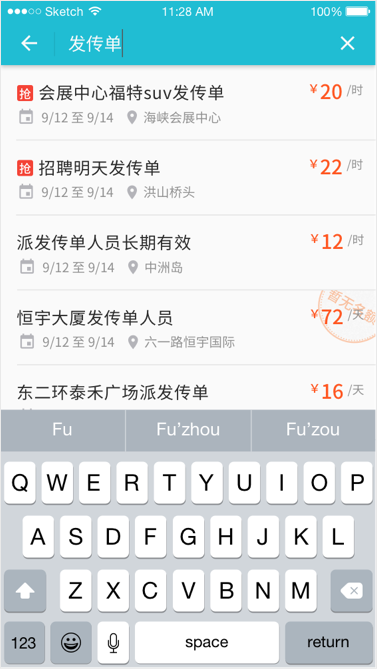 Sketch 11:28 AM 100%
发传单
抢 会展中心福特suv发传单 ¥20 /时
9/12 至 9/14 海峡会展中心
抢 招聘明天发传单 ¥22 /时
9/12 至 9/14 洪山桥头
派发传单人员长期有效 ¥12 /时
9/12 至 9/14 中洲岛
暂无名额
恒宇大厦发传单人员 ¥72 /天
9/12 至 9/14 六一路恒宇国际
东二环泰禾广场派发传单 ¥16 /天
Fu Fu’zhou Fu’zou
Q W E R T Y U I O P
A S D F G H J K L
Z X C V B N M
123 space return